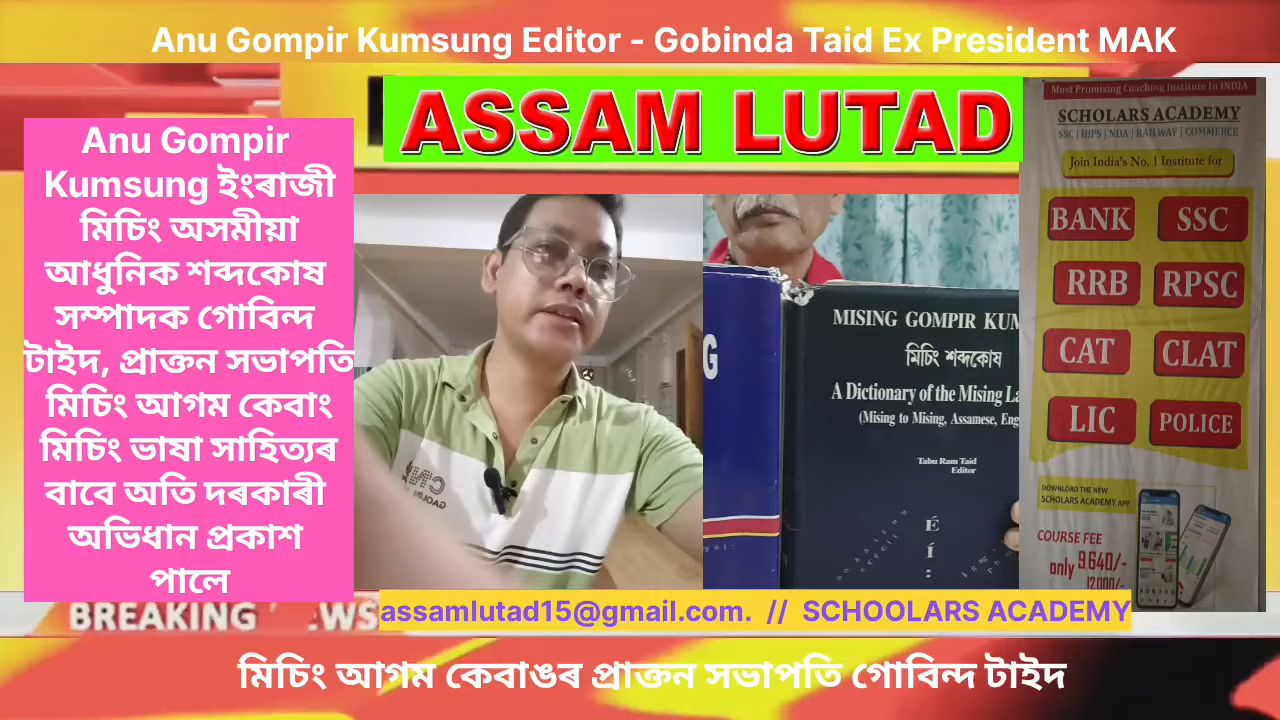 Anu Gompir Kumsung Editor - Gobinda Taid Ex President MAK
ASSAM LUTAD
Anu Gompir
Kumsung ইংৰাজী
মিচিং অসমীয়া
আধুনিক শব্দকোষ
সম্পাদক গোবিন্দ
টাইদ, প্ৰাক্তন সভাপতি
মিচিং আগম কেবাং
মিচিং ভাষা সাহিত্যৰ
বাবে অতি দৰকাৰী
অভিধান প্ৰকাশ
পালে
G
MISING GOMPIR KUM
মিচিং শব্দকোষ
A Dictionary of the Mising La
(Mising to Mising, Assamese, Eng
Tabu Ram Taid
Editor
É
Í
Most Promising Coaching Institute In INDIA
SCHOLARS ACADEMY
SSC | IBPS | NDA | RAILWAY | COMMERCE
Join India's No. 1 Institute for
BANK SSC
RRB RPSC
CAT CLAT
LIC POLICE
DOWNLOAD THE NEW
SCHOLARS ACADEMY APP
COURSE FEE
only 9,640/-
12000/-
BREAKING NEWS
assamlutad15@gmail.com. // SCHOOLARS ACADEMY
মিচিং আগম কেবাঙৰ প্ৰাক্তন সভাপতি গোবিন্দ টাইদ